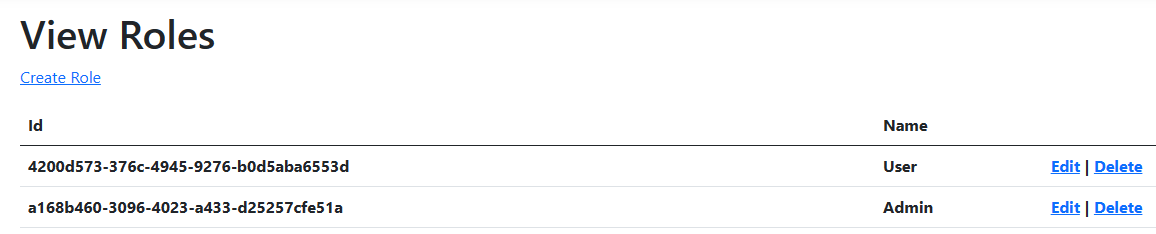 View Roles
Create Role
Id Name
4200d573-376c-4945-9276-b0d5aba6553d User Edit | Delete
a168b460-3096-4023-a433-d25257cfe51a Admin Edit | Delete